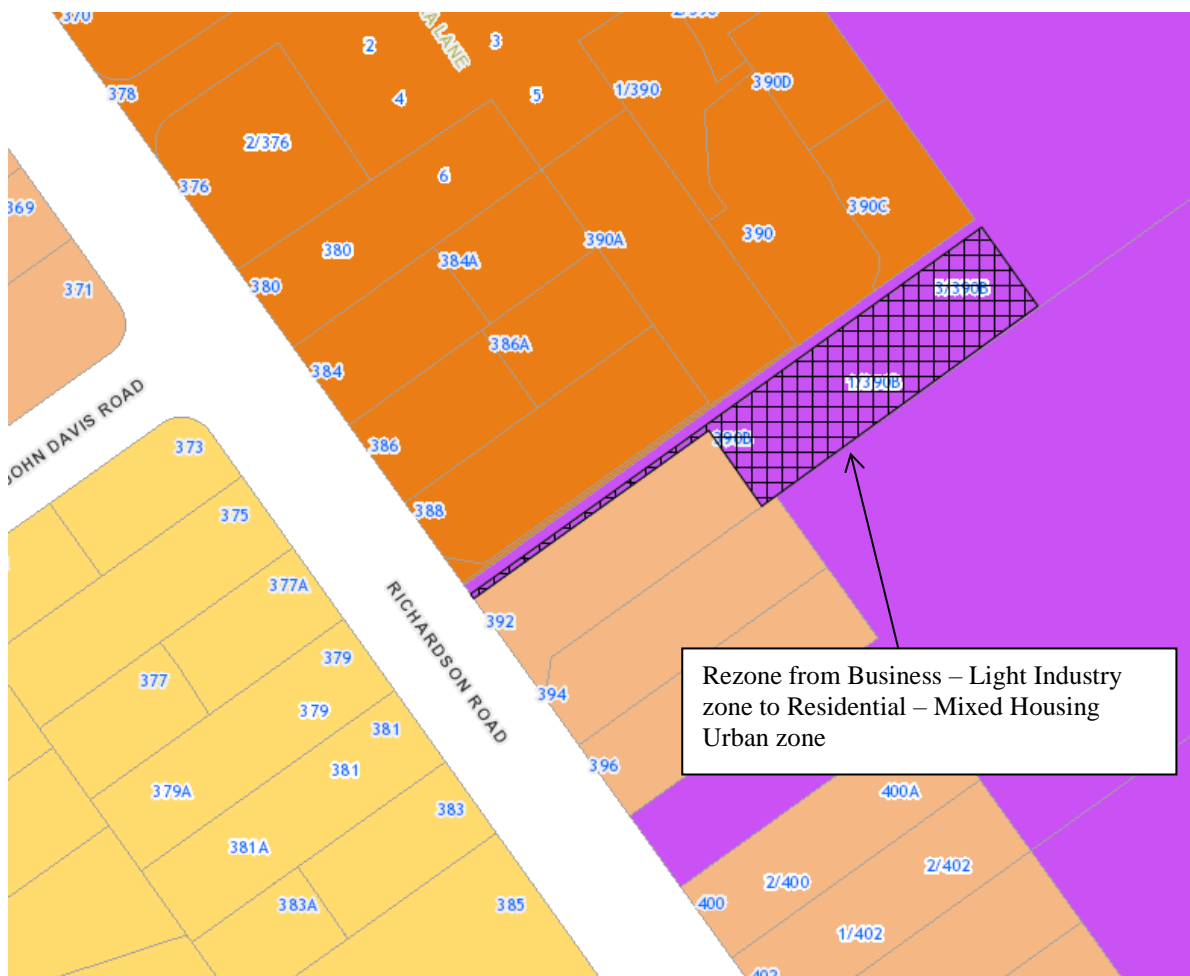 370
2
3
A LANE
378
4
5
1/390
390D
2/376
376
6
390C
369
380
384A
390A
390
371
380
3/390B
386A
384
1/390B
JOHN DAVIS ROAD
386
390B
373
388
375
377A
RICHARDSON ROAD
392
379
377
394
379
381
Rezone from Business – Light Industry
zone to Residential – Mixed Housing
Urban zone
381
396
379A
383
400A
381A
2/402
2/400
383A
385
400
1/402
402